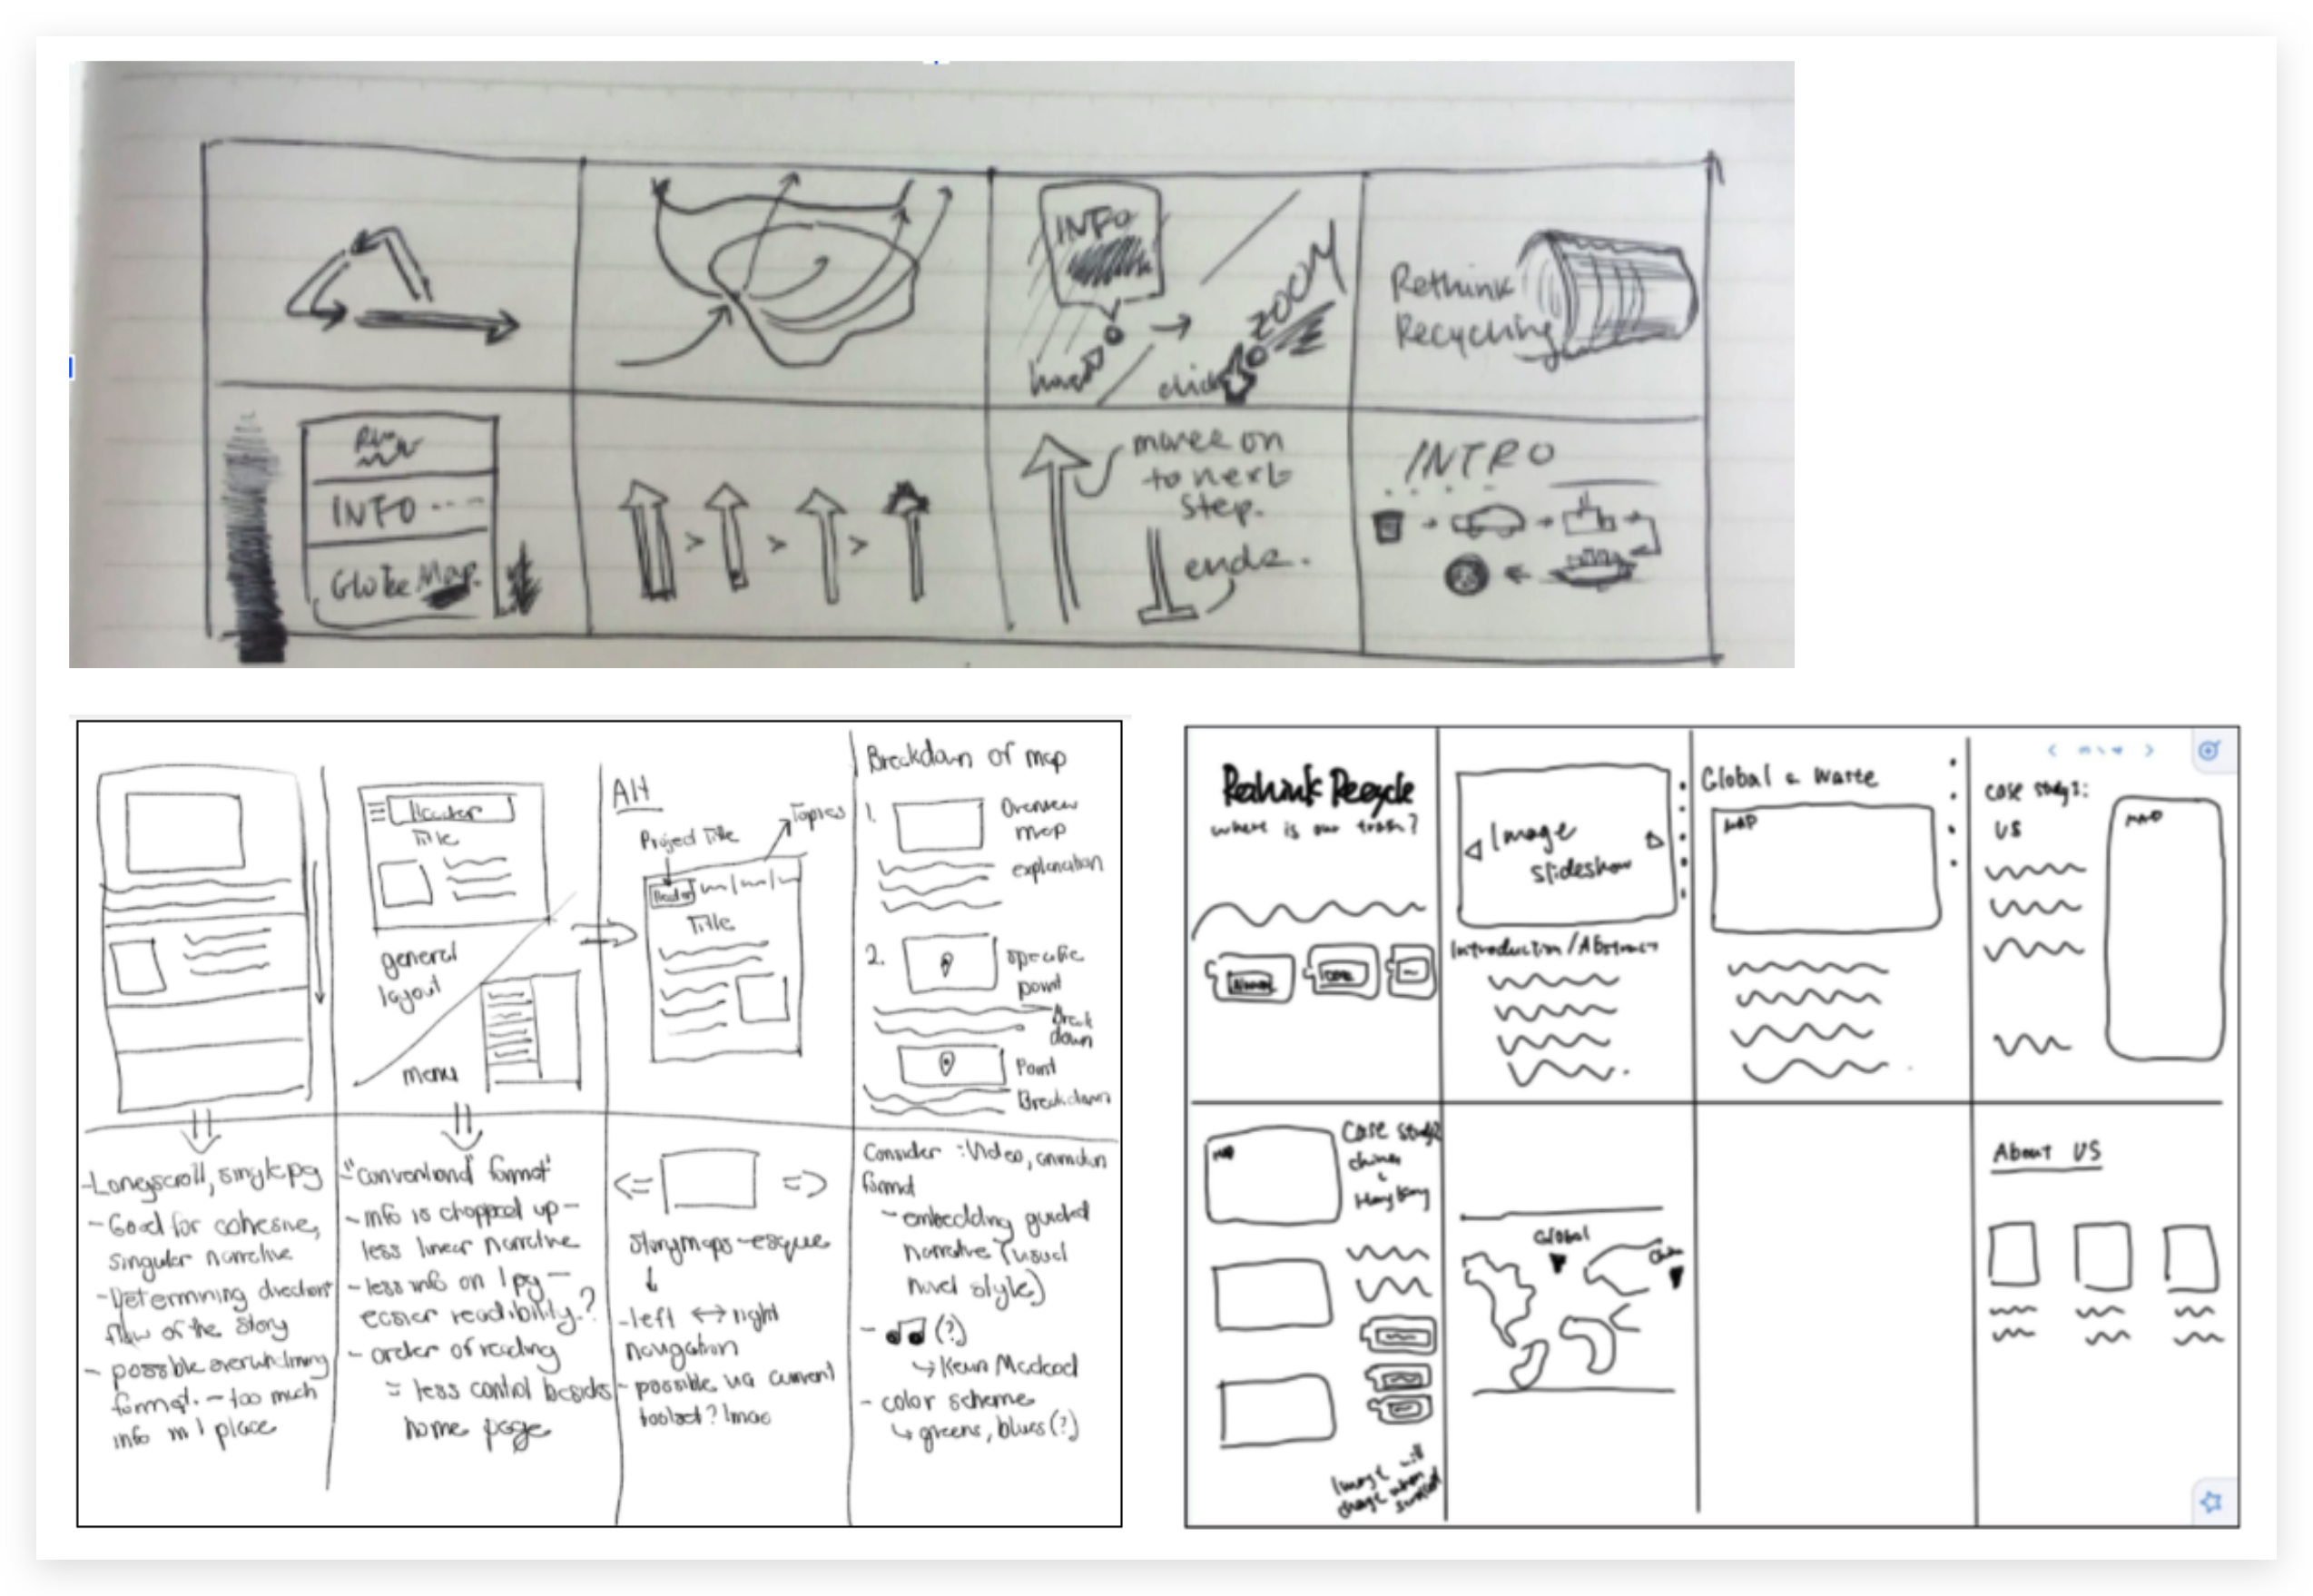 INFO
hover
click
ZOOM
Rethink
Recycling
INFO ----
Globe Map.
> > >
move on
to next
step.
ends.
INTRO
Header
Title
general
layout
menu
Alt
Project Title
Topics
Header
Title
Breakdown of map
1.
Overview
map
explanation
2.
specific
point
Break
down
Point
Breakdown
-Longscroll, single pg
- Good for cohesive,
singular narrative
- Determining direction
flow of the story
- possible overwhelming
format. - too much
info in 1 place
-"conventional format"
- info is chopped up -
less linear narrative
- less info on 1 pg -
easier readibility.?
- order of reading
= less control besides
home page
storymaps-esque
- left ↔ right
navigation
- possible via current
toolset?
Consider : Video, animation
format
- embedding guided
narrative (visual
novel style)
- ♫ (?)
↳ Kevin Mcleod
- color scheme
↳ greens, blues (?)
Rethink Recycle
where is our trash?
Image
slideshow
Introduction/Abstract
Global e waste
MAP
case study 1:
US
MAP
Case study 2
China
&
Hong Kong
Image will
change when
Global
China
About US